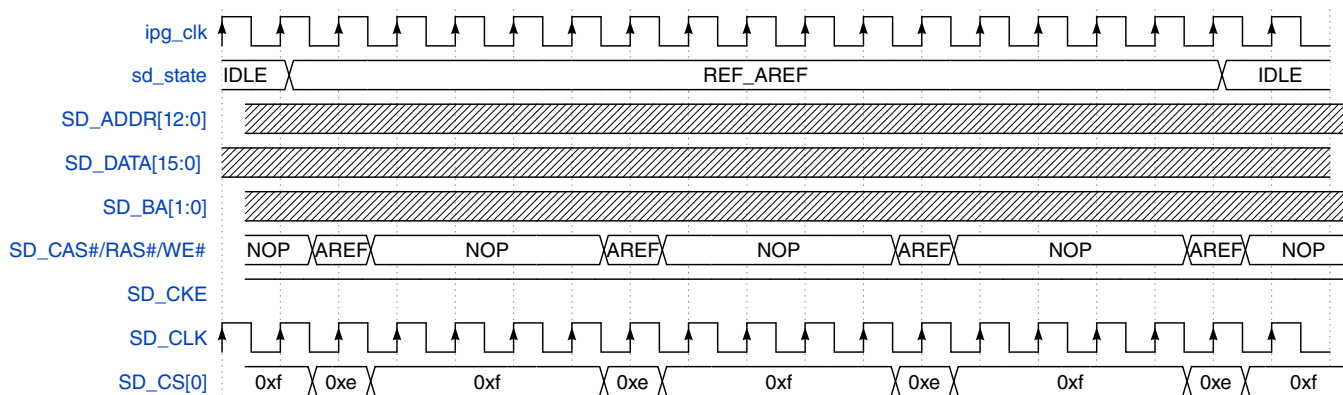 ipg_clk
sd_state IDLE REF_AREF IDLE
SD_ADDR[12:0]
SD_DATA[15:0]
SD_BA[1:0]
SD_CAS#/RAS#/WE# NOP AREF NOP AREF NOP AREF NOP AREF NOP
SD_CKE
SD_CLK
SD_CS[0] 0xf 0xe 0xf 0xe 0xf 0xe 0xf 0xe 0xf